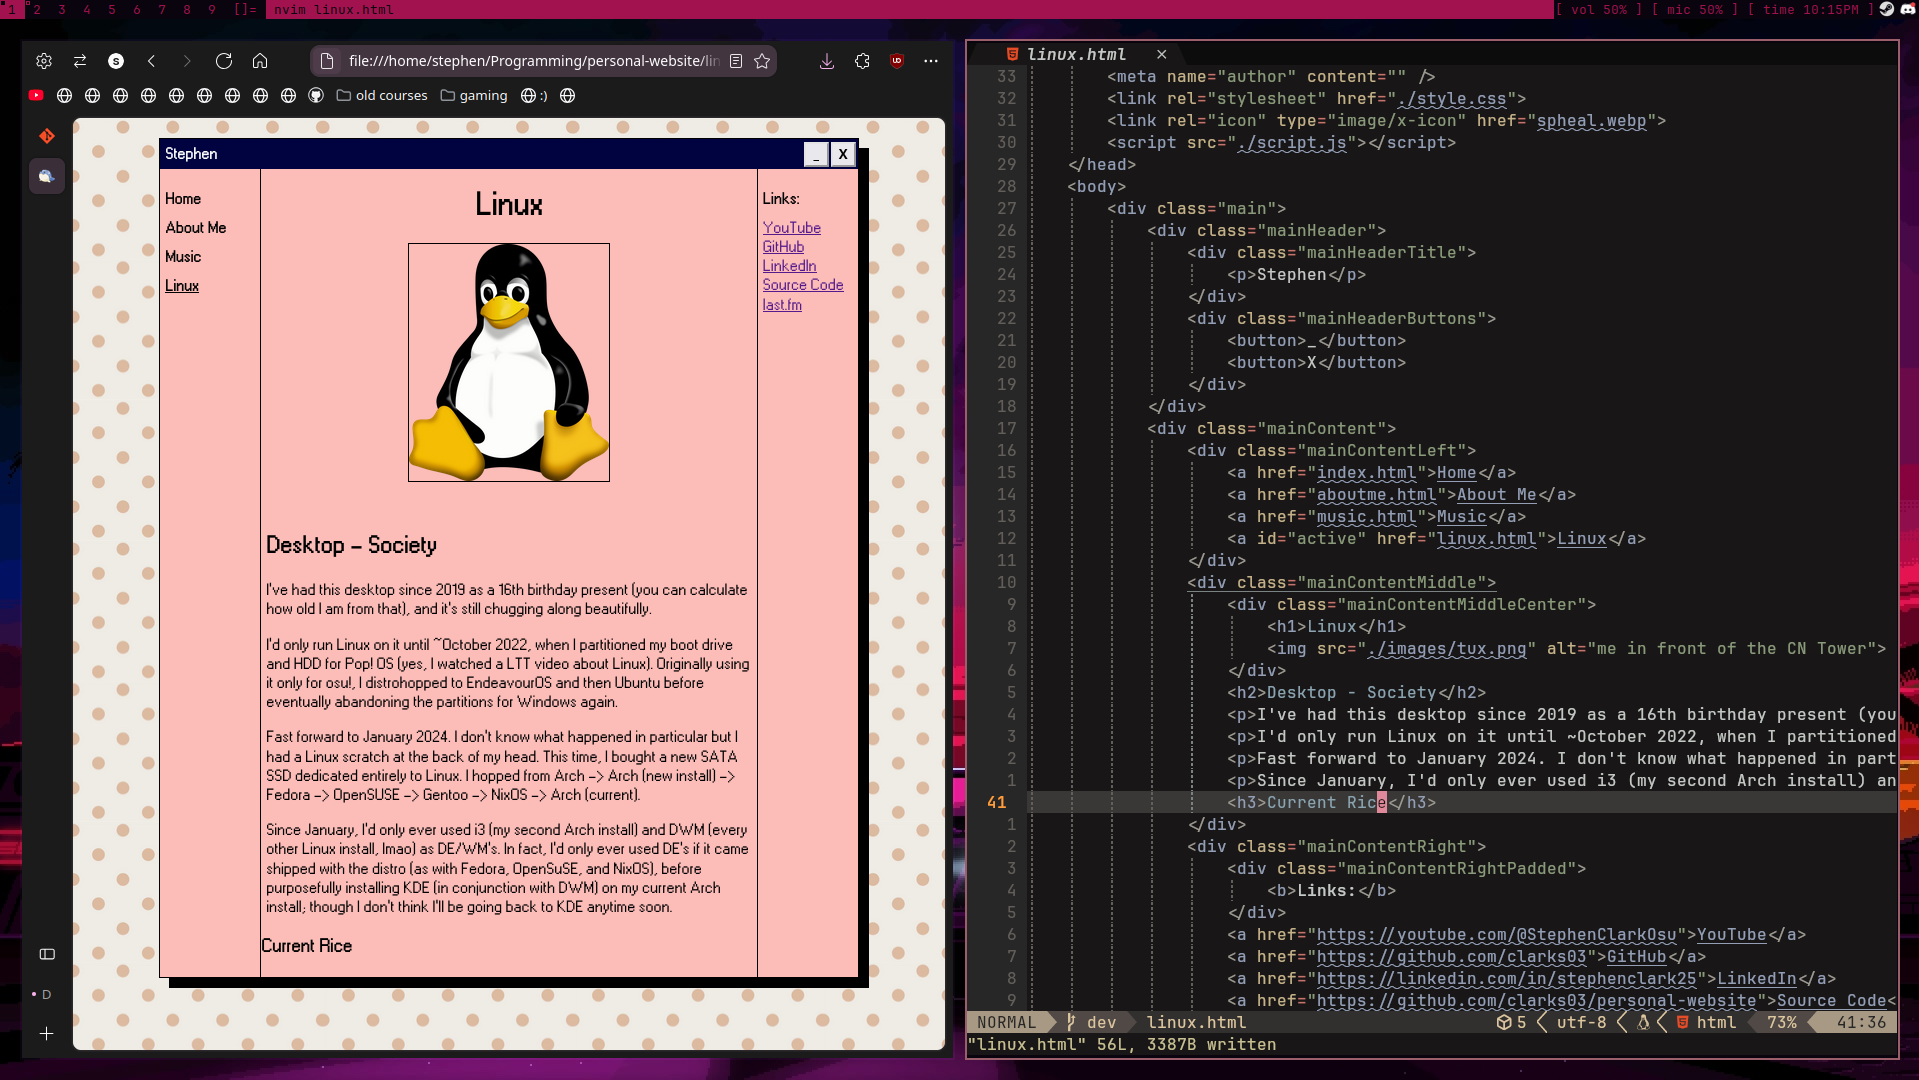 1 2 3 4 5 6 7 8 9 []= nvim linux.html [ vol 50% ] [ mic 50% ] [ time 10:15PM ]
file:///home/stephen/Programming/personal-website/lin
old courses gaming :)
Stephen _ X
Home
About Me
Music
Linux
Linux
Desktop - Society
I've had this desktop since 2019 as a 16th birthday present (you can calculate
how old I am from that), and it's still chugging along beautifully.
I'd only run Linux on it until ~October 2022, when I partitioned my boot drive
and HDD for Pop! OS (yes, I watched a LTT video about Linux). Originally using
it only for osu!, I distrohopped to EndeavourOS and then Ubuntu before
eventually abandoning the partitions for Windows again.
Fast forward to January 2024. I don't know what happened in particular but I
had a Linux scratch at the back of my head. This time, I bought a new SATA
SSD dedicated entirely to Linux. I hopped from Arch -> Arch (new install) ->
Fedora -> OpenSUSE -> Gentoo -> NixOS -> Arch (current).
Since January, I'd only ever used i3 (my second Arch install) and DWM (every
other Linux install, lmao) as DE/WM's. In fact, I'd only ever used DE's if it came
shipped with the distro (as with Fedora, OpenSuSE, and NixOS), before
purposefully installing KDE (in conjunction with DWM) on my current Arch
install; though I don't think I'll be going back to KDE anytime soon.
Current Rice
Links:
YouTube
GitHub
LinkedIn
Source Code
last.fm
D
linux.html ×
33 <meta name="author" content="" />
32 <link rel="stylesheet" href="./style.css">
31 <link rel="icon" type="image/x-icon" href="spheal.webp">
30 <script src="./script.js"></script>
29 </head>
28 <body>
27 <div class="main">
26 <div class="mainHeader">
25 <div class="mainHeaderTitle">
24 <p>Stephen</p>
23 </div>
22 <div class="mainHeaderButtons">
21 <button>_</button>
20 <button>X</button>
19 </div>
18 </div>
17 <div class="mainContent">
16 <div class="mainContentLeft">
15 <a href="index.html">Home</a>
14 <a href="aboutme.html">About Me</a>
13 <a href="music.html">Music</a>
12 <a id="active" href="linux.html">Linux</a>
11 </div>
10 <div class="mainContentMiddle">
9 <div class="mainContentMiddleCenter">
8 <h1>Linux</h1>
7 <img src="./images/tux.png" alt="me in front of the CN Tower">
6 </div>
5 <h2>Desktop - Society</h2>
4 <p>I've had this desktop since 2019 as a 16th birthday present (you
3 <p>I'd only run Linux on it until ~October 2022, when I partitioned
2 <p>Fast forward to January 2024. I don't know what happened in part
1 <p>Since January, I'd only ever used i3 (my second Arch install) an
41 <h3>Current Rice</h3>
1 </div>
2 <div class="mainContentRight">
3 <div class="mainContentRightPadded">
4 <b>Links:</b>
5 </div>
6 <a href="https://youtube.com/@StephenClarkOsu">YouTube</a>
7 <a href="https://github.com/clarks03">GitHub</a>
8 <a href="https://linkedin.com/in/stephenclark25">LinkedIn</a>
9 <a href="https://github.com/clarks03/personal-website">Source Code<
NORMAL dev linux.html 5 utf-8 html 73% 41:36
"linux.html" 56L, 3387B written